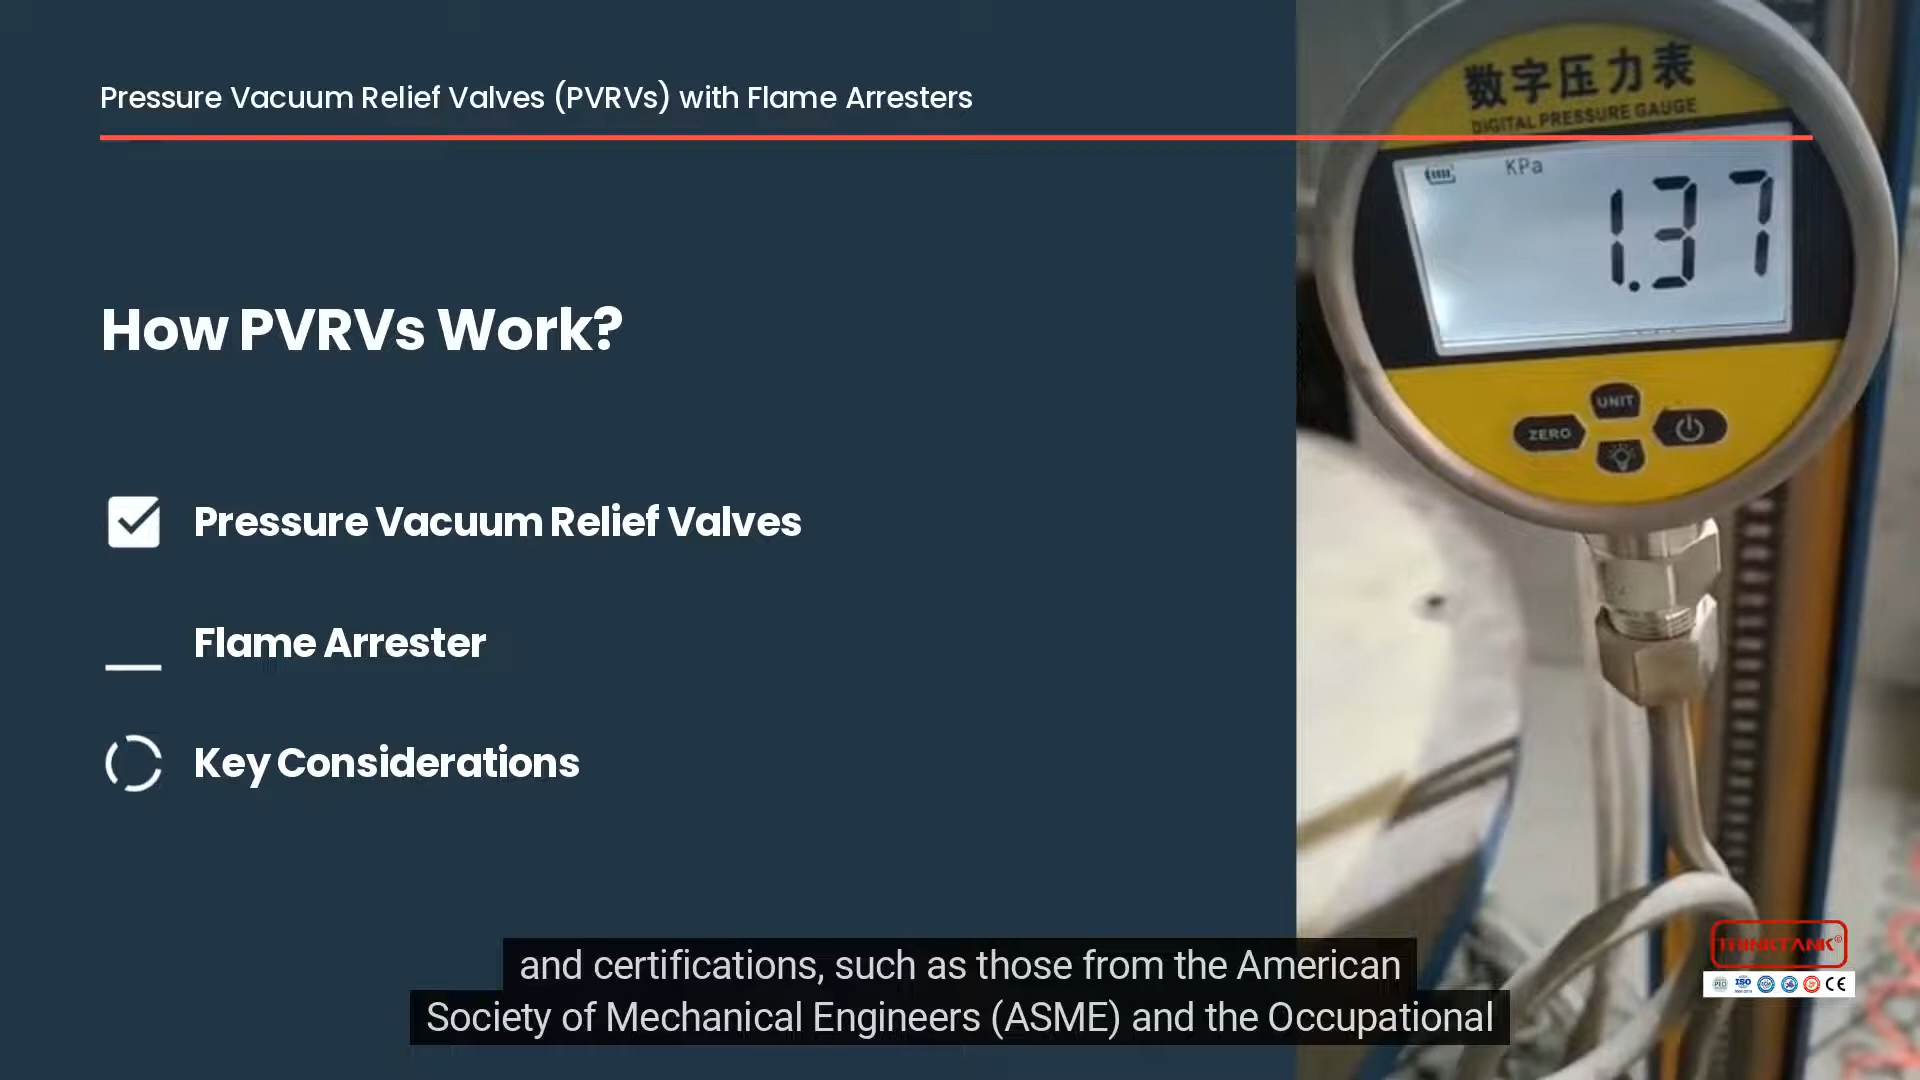 Pressure Vacuum Relief Valves (PVRVs) with Flame Arresters
数字压力表
DIGITAL PRESSURE GAUGE
KPa
1.37
UNIT
ZERO
How PVRVs Work?
Pressure Vacuum Relief Valves
Flame Arrester
Key Considerations
THINKTANK®
ISO
CE
and certifications, such as those from the American
Society of Mechanical Engineers (ASME) and the Occupational